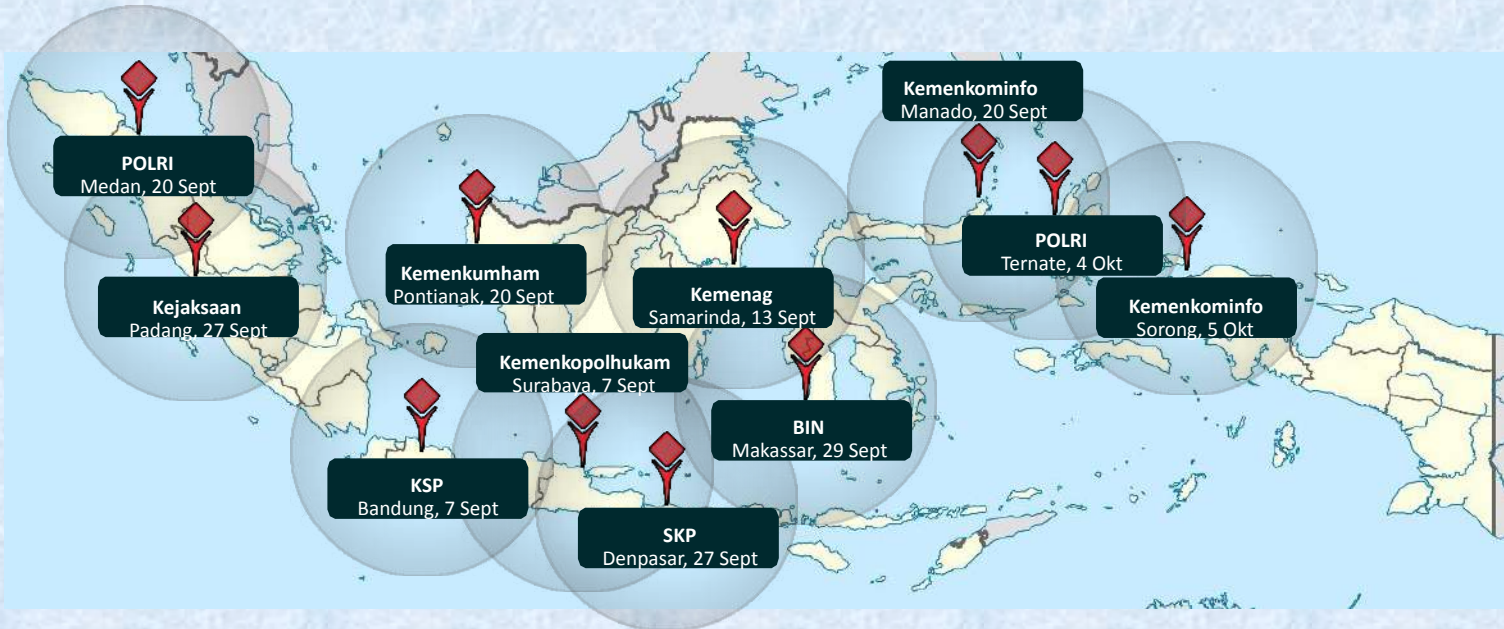 POLRI
Medan, 20 Sept
Kejaksaan
Padang, 27 Sept
Kemenkumham
Pontianak, 20 Sept
Kemenkopolhukam
Surabaya, 7 Sept
KSP
Bandung, 7 Sept
SKP
Denpasar, 27 Sept
Kemenag
Samarinda, 13 Sept
BIN
Makassar, 29 Sept
Kemenkominfo
Manado, 20 Sept
POLRI
Ternate, 4 Okt
Kemenkominfo
Sorong, 5 Okt